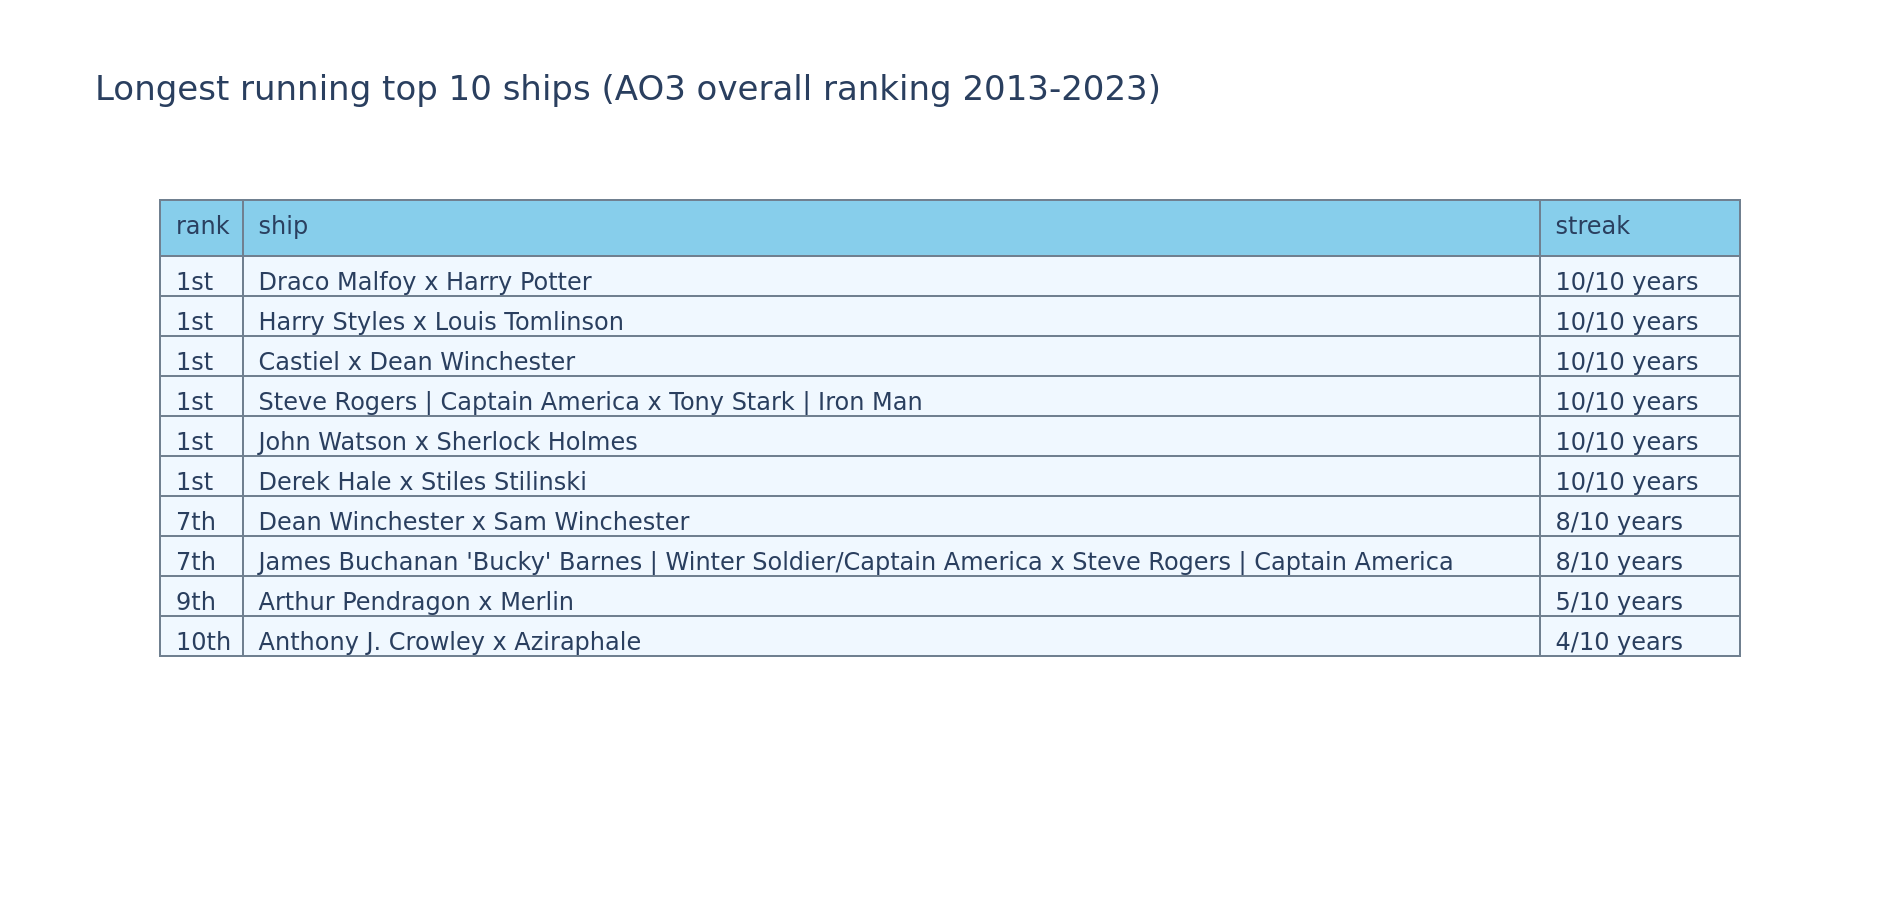 Longest running top 10 ships (AO3 overall ranking 2013-2023)
rank ship streak
1st Draco Malfoy x Harry Potter 10/10 years
1st Harry Styles x Louis Tomlinson 10/10 years
1st Castiel x Dean Winchester 10/10 years
1st Steve Rogers | Captain America x Tony Stark | Iron Man 10/10 years
1st John Watson x Sherlock Holmes 10/10 years
1st Derek Hale x Stiles Stilinski 10/10 years
7th Dean Winchester x Sam Winchester 8/10 years
7th James Buchanan 'Bucky' Barnes | Winter Soldier/Captain America x Steve Rogers | Captain America 8/10 years
9th Arthur Pendragon x Merlin 5/10 years
10th Anthony J. Crowley x Aziraphale 4/10 years